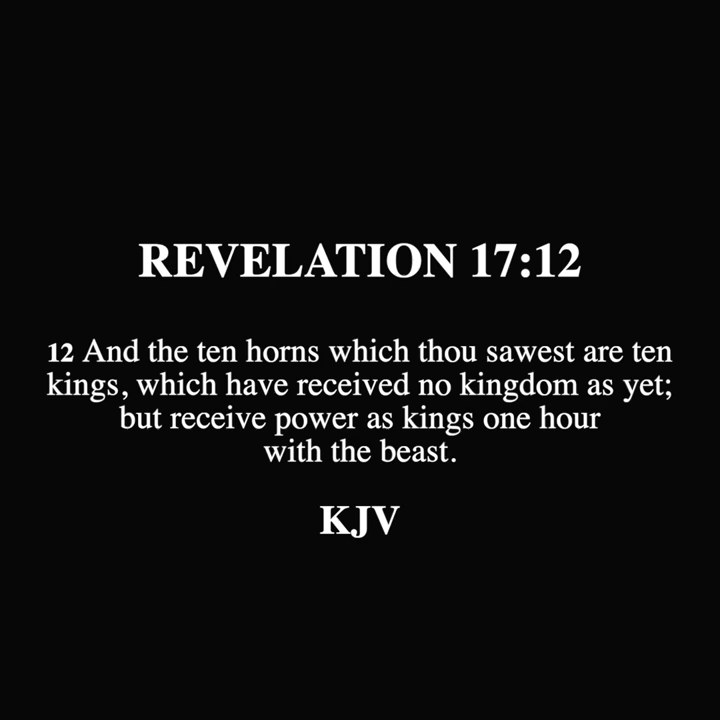 REVELATION 17:12
12 And the ten horns which thou sawest are ten
kings, which have received no kingdom as yet;
but receive power as kings one hour
with the beast.
KJV